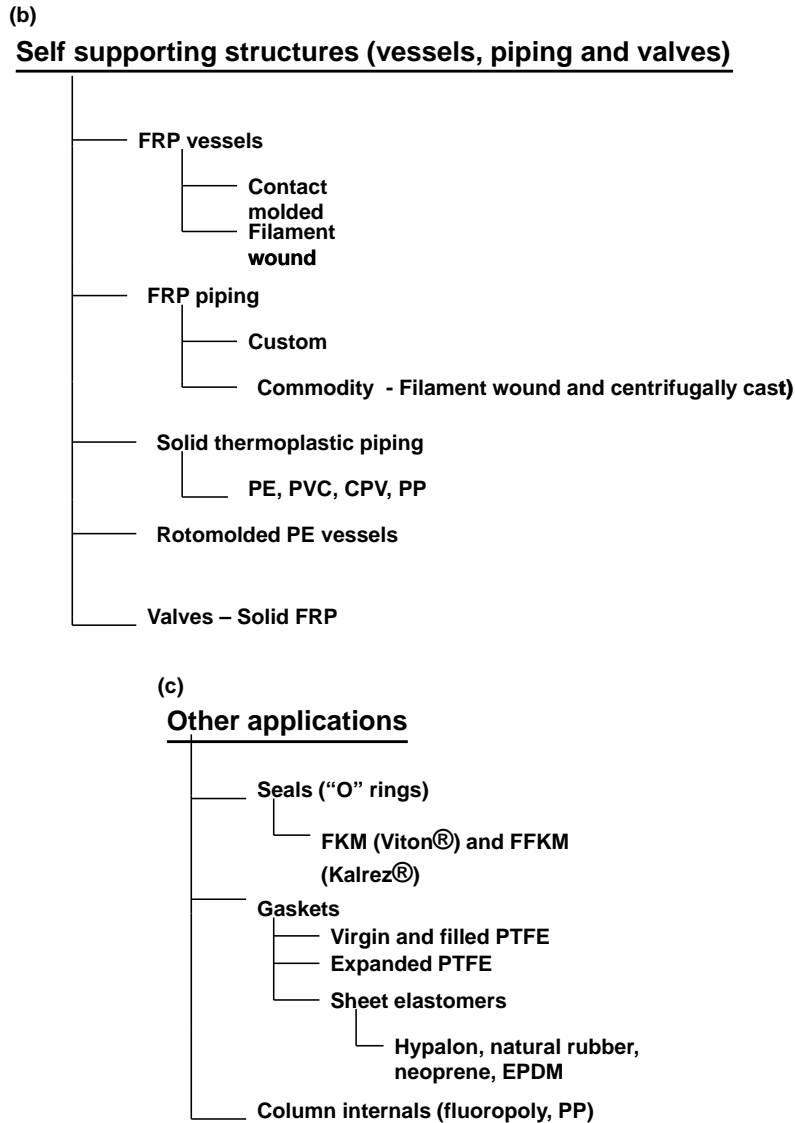 (b)
Self supporting structures (vessels, piping and valves)
FRP vessels
Contact
molded
Filament
wound
FRP piping
Custom
Commodity - Filament wound and centrifugally cast)
Solid thermoplastic piping
PE, PVC, CPV, PP
Rotomolded PE vessels
Valves – Solid FRP
(c)
Other applications
Seals (“O” rings)
FKM (Viton®) and FFKM
(Kalrez®)
Gaskets
Virgin and filled PTFE
Expanded PTFE
Sheet elastomers
Hypalon, natural rubber,
neoprene, EPDM
Column internals (fluoropoly, PP)